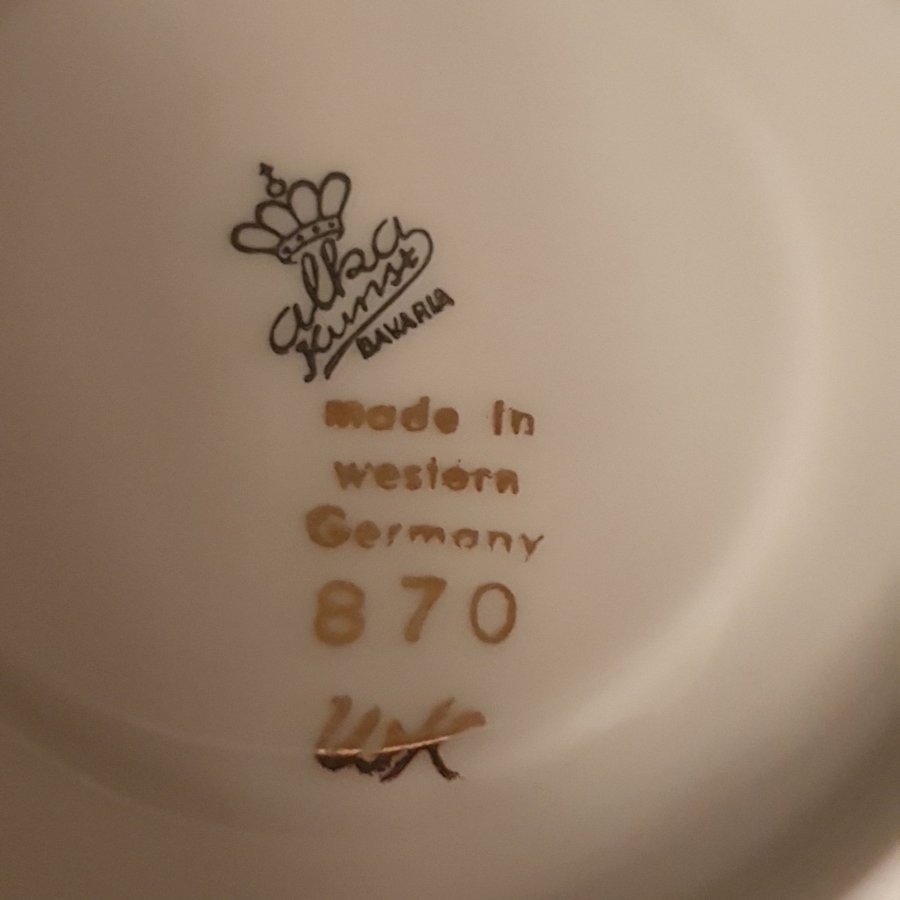 alka
Kunst
BAVARIA
made in
western
Germany
870